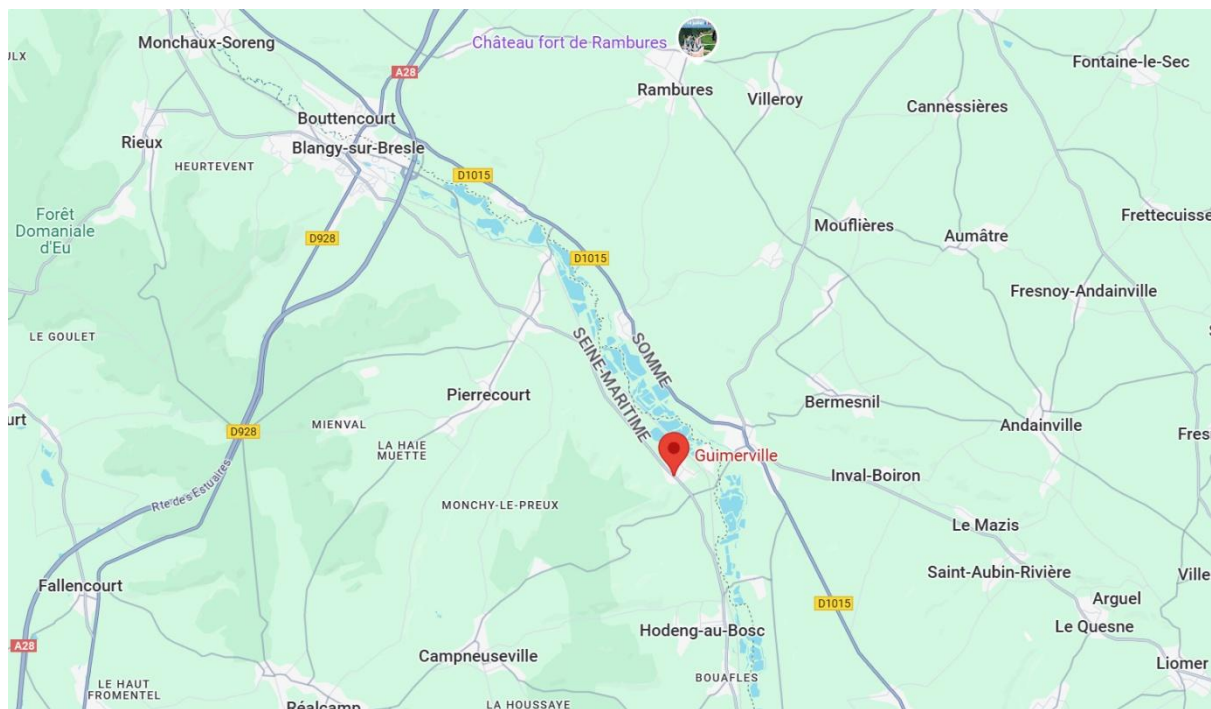 Monchaux-Soreng
Château fort de Rambures
ULX
A28
Fontaine-le-Sec
Rambures
Villeroy
Cannessières
Bouttencourt
Rieux
Blangy-sur-Bresle
HEURTEVENT
D1015
Forêt
Domaniale
d'Eu
Mouflières
Frettecuisse
Aumâtre
D928
D1015
Fresnoy-Andainville
LE GOULET
SOMME
SEINE-MARITIME
Pierrecourt
Bermesnil
urt
MIENVAL
D928
Andainville
Fres
LA HAIE
MUETTE
Guimerville
Inval-Boiron
Rte des Estuaires
MONCHY-LE-PREUX
Le Mazis
Fallencourt
Saint-Aubin-Rivière
Ville
D1015
Arguel
Le Quesne
Hodeng-au-Bosc
A28
Campneuseville
Liomer
BOUAFLES
LE HAUT
FROMENTEL
Réalcamp
LA HOUSSAYE